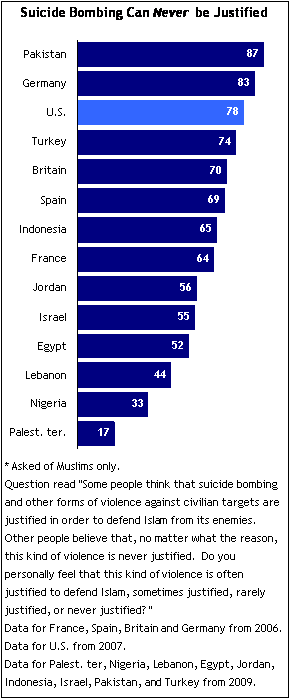 Suicide Bombing Can Never be Justified
Pakistan 87
Germany 83
U.S. 78
Turkey 74
Britain 70
Spain 69
Indonesia 65
France 64
Jordan 56
Israel 55
Egypt 52
Lebanon 44
Nigeria 33
Palest. ter. 17
* Asked of Muslims only.
Question read "Some people think that suicide bombing
and other forms of violence against civilian targets are
justified in order to defend Islam from its enemies.
Other people believe that, no matter what the reason,
this kind of violence is never justified. Do you
personally feel that this kind of violence is often
justified to defend Islam, sometimes justified, rarely
justified, or never justified?"
Data for France, Spain, Britain and Germany from 2006.
Data for U.S. from 2007.
Data for Palest. ter, Nigeria, Lebanon, Egypt, Jordan,
Indonesia, Israel, Pakistan, and Turkey from 2009.